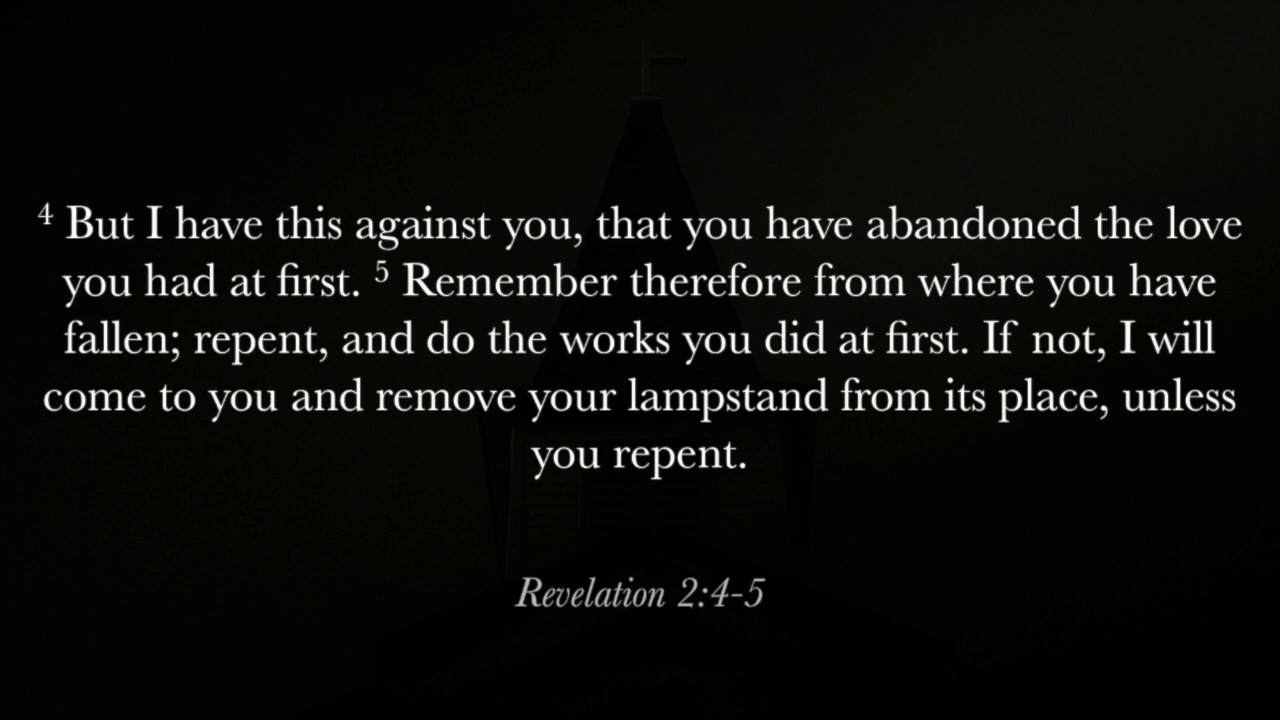 ⁴ But I have this against you, that you have abandoned the love
you had at first. ⁵ Remember therefore from where you have
fallen; repent, and do the works you did at first. If not, I will
come to you and remove your lampstand from its place, unless
you repent.
Revelation 2:4-5